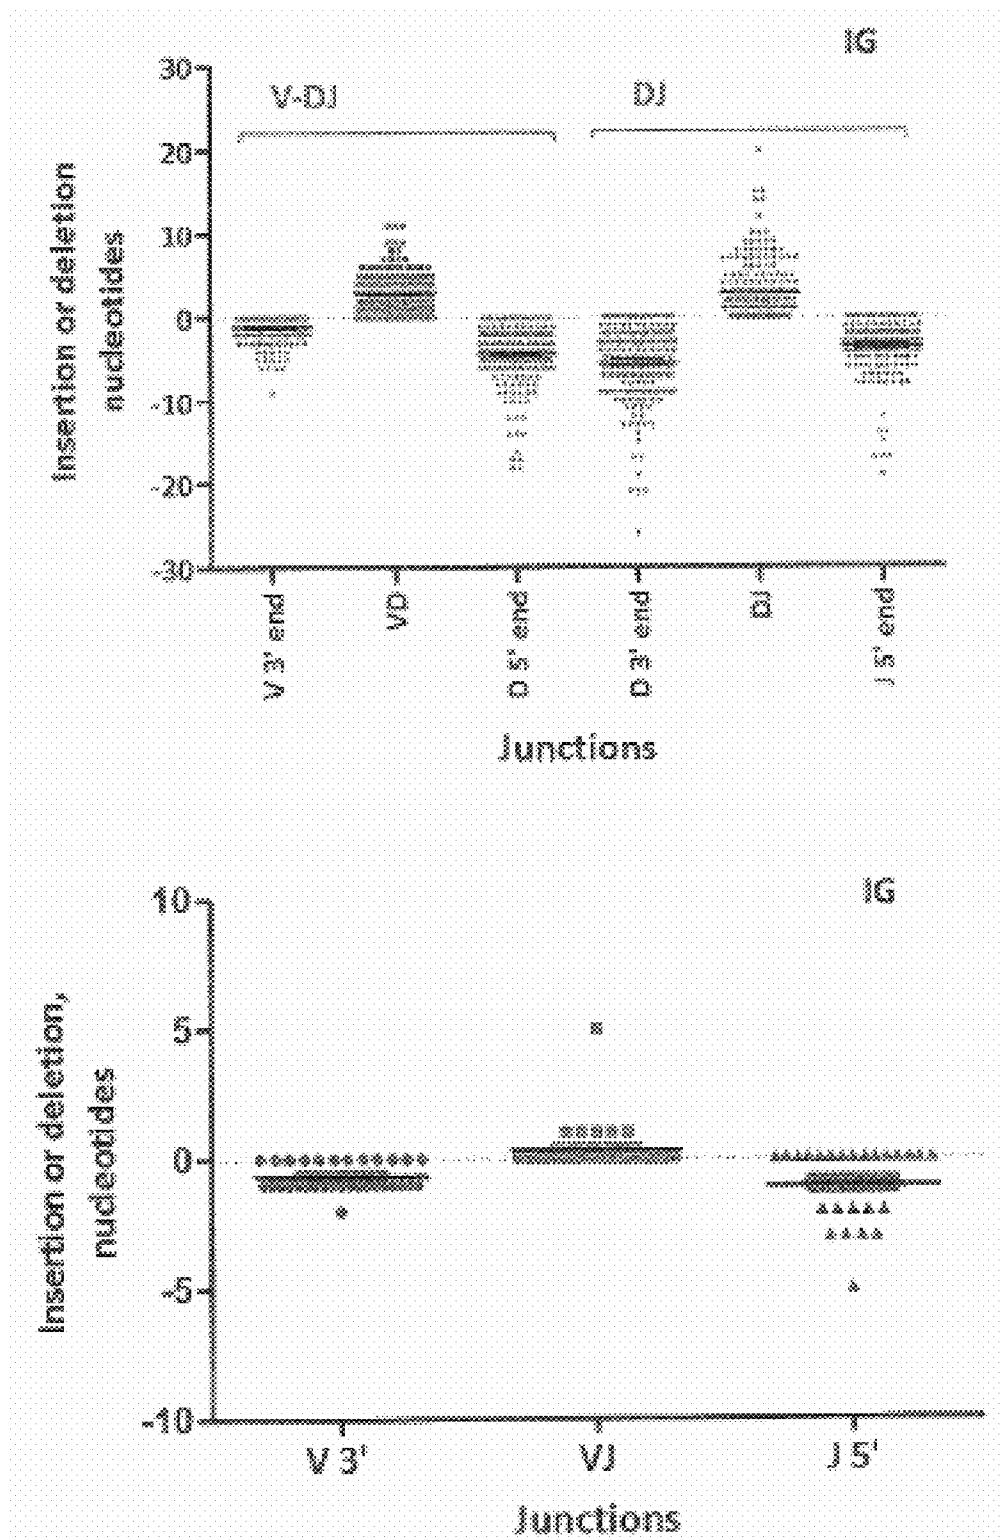 IG
V-DJ
DJ
30
20
10
0
-10
-20
-30
Insertion or deletion
nucleotides
V 3' end
VD
D 5' end
D 3' end
DJ
J 5' end
Junctions
IG
10
5
0
-5
-10
Insertion or deletion,
nucleotides
V 3'
VJ
J 5'
Junctions